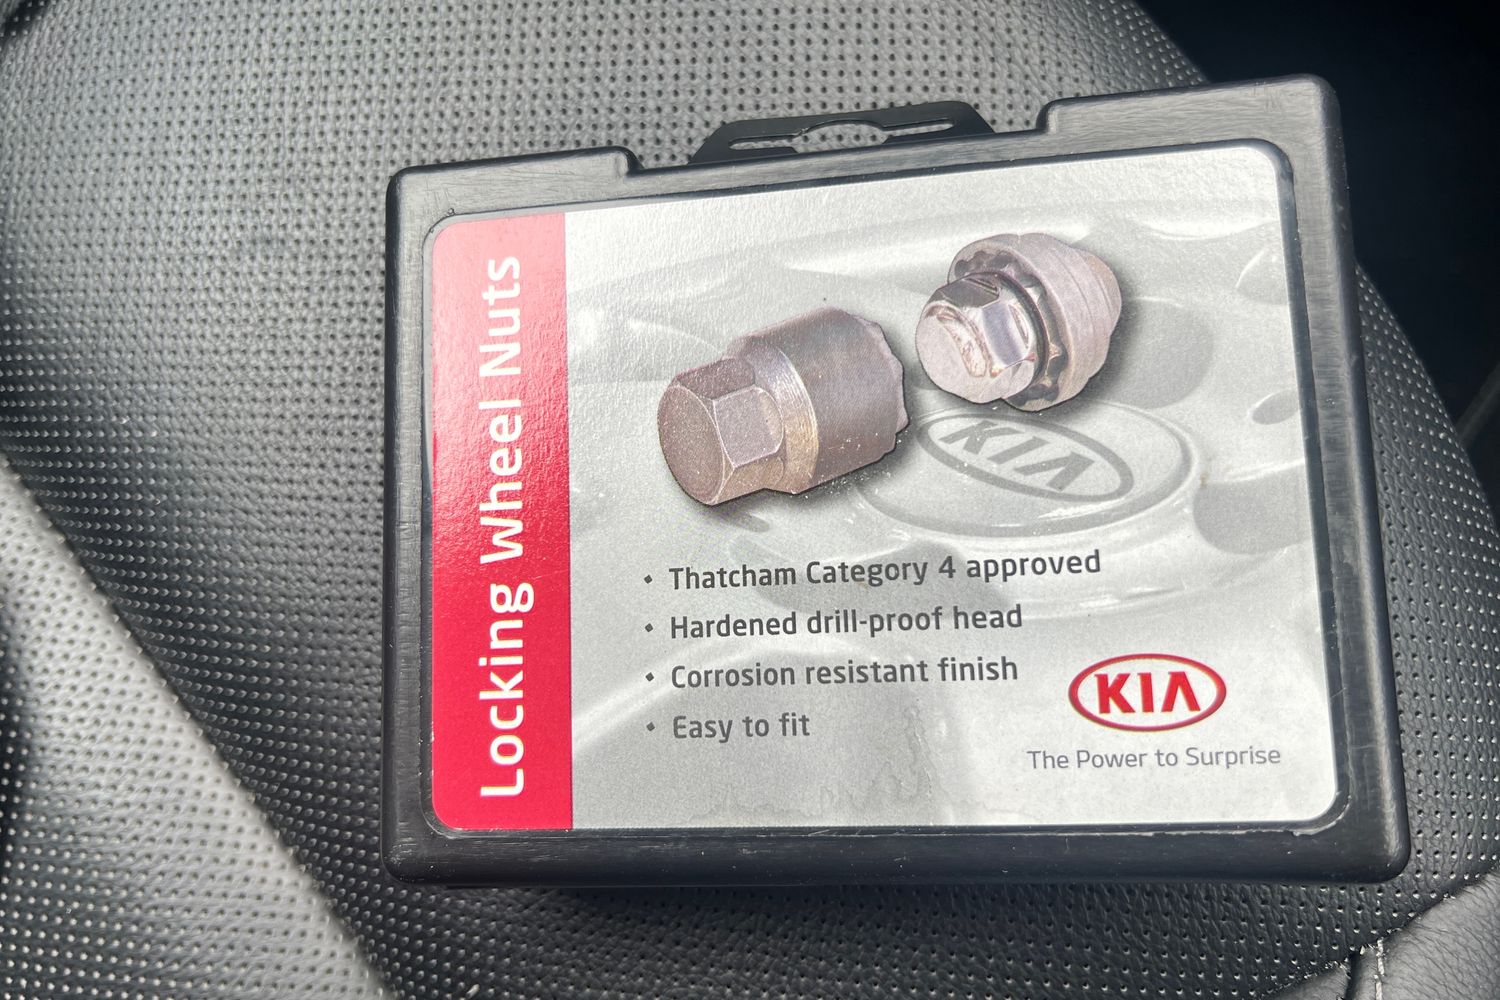 Locking Wheel Nuts
KIA
• Thatcham Category 4 approved
• Hardened drill-proof head
• Corrosion resistant finish
• Easy to fit
KIA
The Power to Surprise